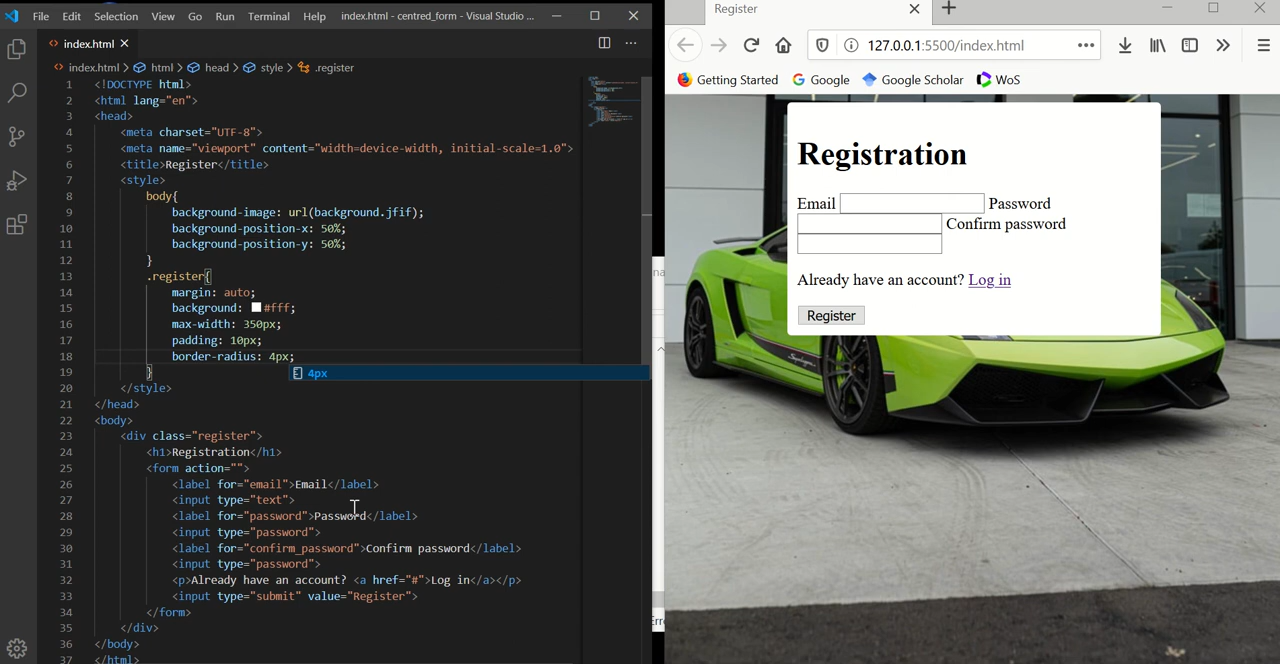 File Edit Selection View Go Run Terminal Help index.html - centred_form - Visual Studio ...
index.html
index.html > html > head > style > .register
1 <!DOCTYPE html>
2 <html lang="en">
3 <head>
4 <meta charset="UTF-8">
5 <meta name="viewport" content="width=device-width, initial-scale=1.0">
6 <title>Register</title>
7 <style>
8 body{
9 background-image: url(background.jfif);
10 background-position-x: 50%;
11 background-position-y: 50%;
12 }
13 .register{
14 margin: auto;
15 background: #fff;
16 max-width: 350px;
17 padding: 10px;
18 border-radius: 4px;
19 }
4px
20 </style>
21 </head>
22 <body>
23 <div class="register">
24 <h1>Registration</h1>
25 <form action="">
26 <label for="email">Email</label>
27 <input type="text">
28 <label for="password">Password</label>
29 <input type="password">
30 <label for="confirm_password">Confirm password</label>
31 <input type="password">
32 <p>Already have an account? <a href="#">Log in</a></p>
33 <input type="submit" value="Register">
34 </form>
35 </div>
36 </body>
37 </html>
Register
127.0.0.1:5500/index.html
Getting Started Google Google Scholar WoS
Registration
Email Password
Confirm password
Already have an account? Log in
Register